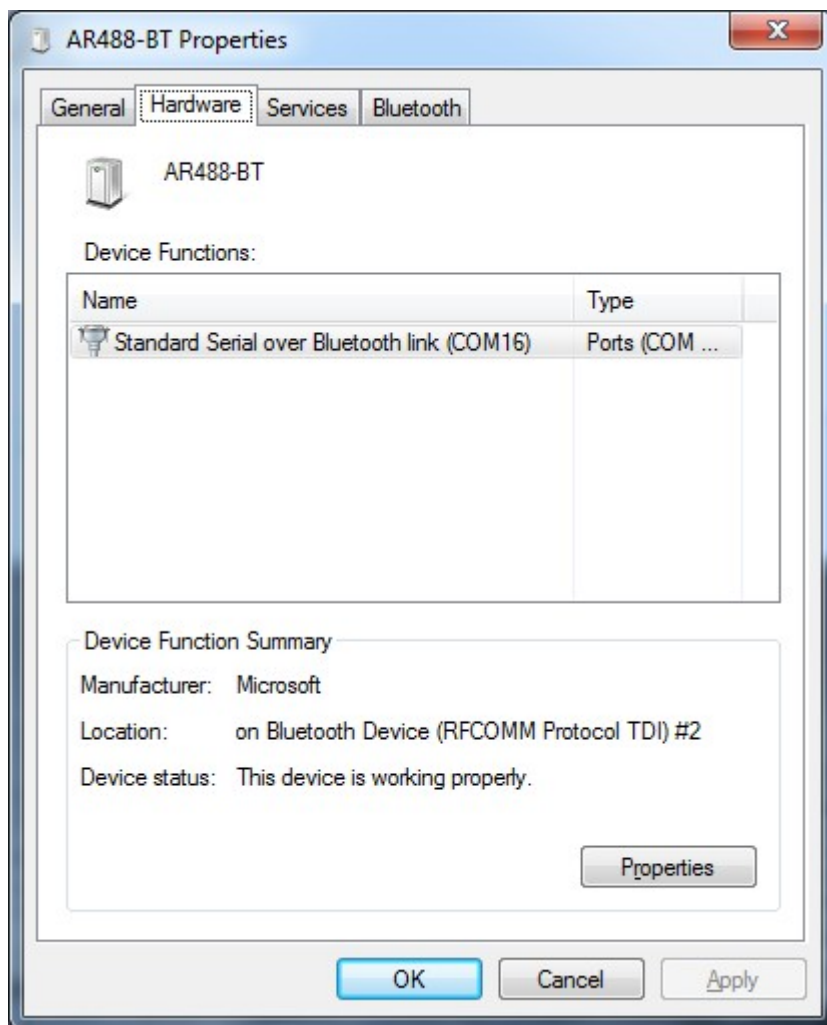 AR488-BT Properties
General Hardware Services Bluetooth
AR488-BT
Device Functions:
Name Type
Standard Serial over Bluetooth link (COM16) Ports (COM ...
Device Function Summary
Manufacturer: Microsoft
Location: on Bluetooth Device (RFCOMM Protocol TDI) #2
Device status: This device is working properly.
Properties
OK Cancel Apply